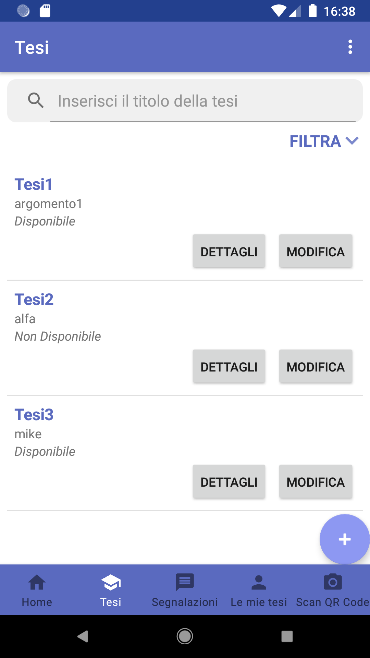 16:38
Tesi
Inserisci il titolo della tesi
FILTRA
Tesi1
argomento1
Disponibile
DETTAGLI MODIFICA
Tesi2
alfa
Non Disponibile
DETTAGLI MODIFICA
Tesi3
mike
Disponibile
DETTAGLI MODIFICA
+
Home Tesi Segnalazioni Le mie tesi Scan QR Code